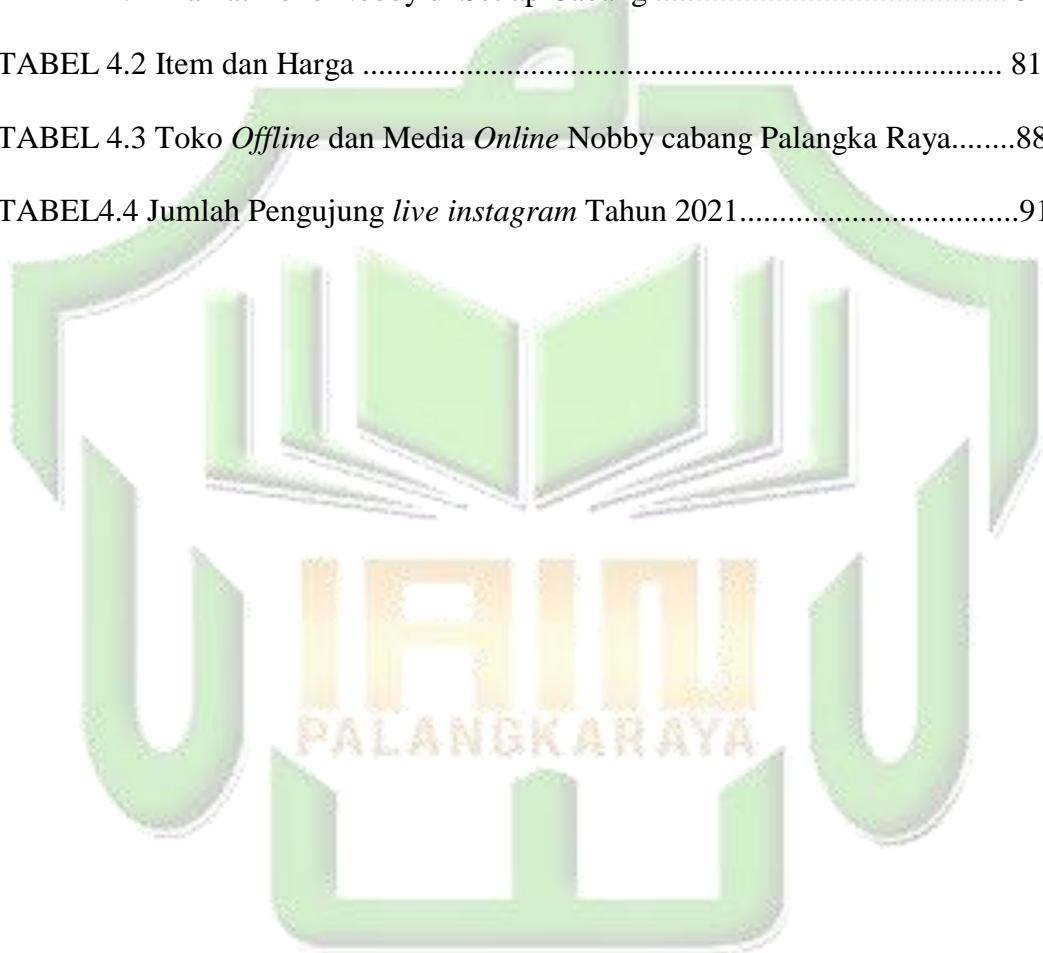 TABEL 4.2 Item dan Harga ................................................................................ 81
TABEL 4.3 Toko Offline dan Media Online Nobby cabang Palangka Raya........88
TABEL4.4 Jumlah Pengujung live instagram Tahun 2021...................................91
IAIN
PALANGKARAYA